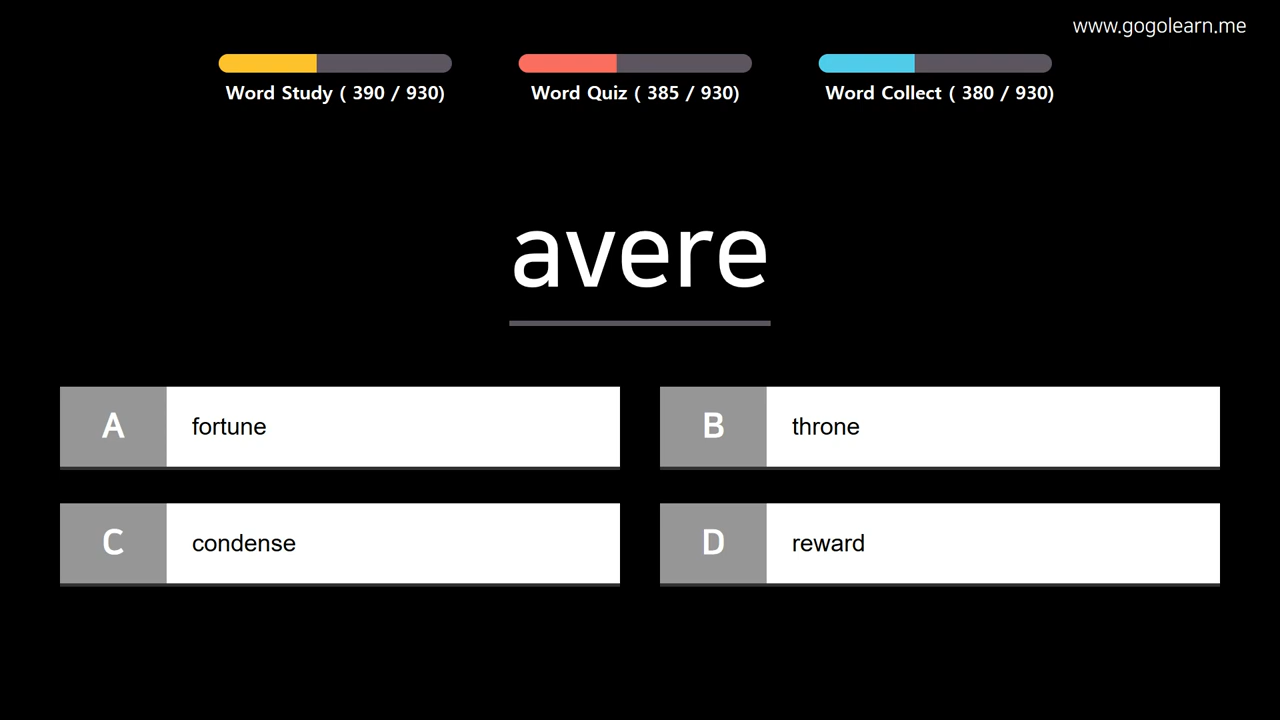 www.gogolearn.me
Word Study ( 390 / 930)
Word Quiz ( 385 / 930)
Word Collect ( 380 / 930)
avere
A fortune
B throne
C condense
D reward